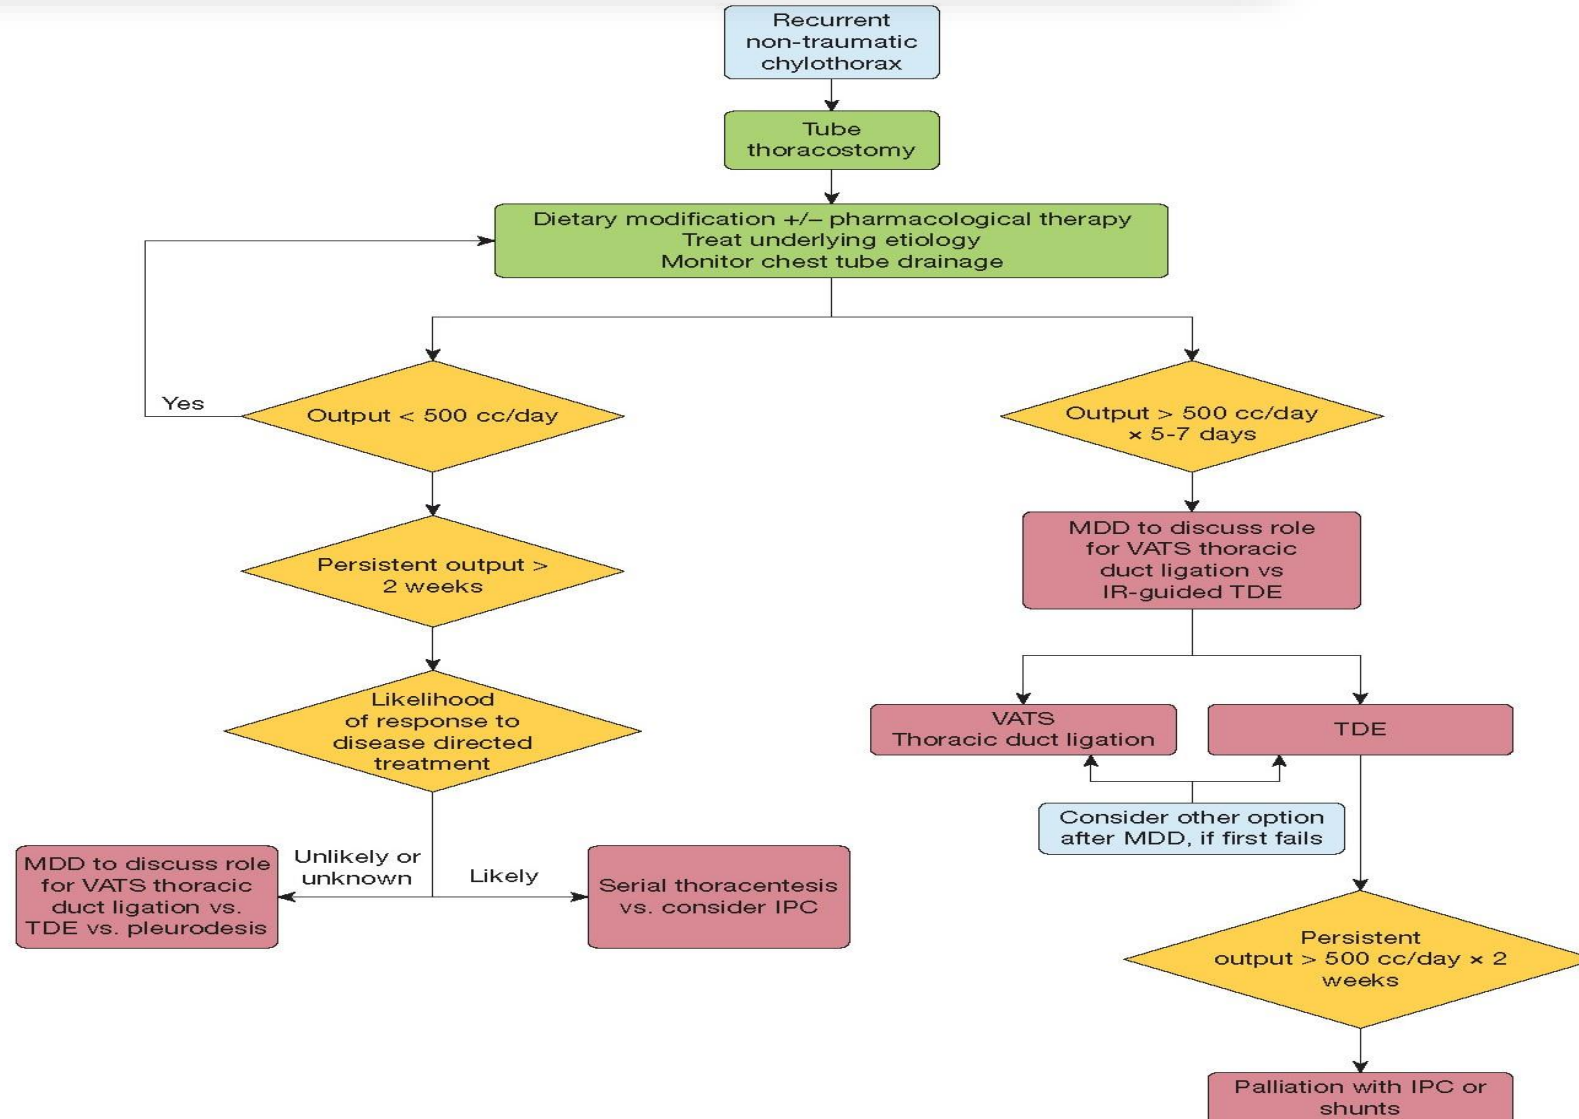 Recurrent
non-traumatic
chylothorax
Tube
thoracostomy
Dietary modification +/– pharmacological therapy
Treat underlying etiology
Monitor chest tube drainage
Yes
Output < 500 cc/day
Output > 500 cc/day
× 5-7 days
Persistent output >
2 weeks
MDD to discuss role
for VATS thoracic
duct ligation vs
IR-guided TDE
Likelihood
of response to
disease directed
treatment
VATS
Thoracic duct ligation
TDE
Consider other option
after MDD, if first fails
MDD to discuss role
for VATS thoracic
duct ligation vs.
TDE vs. pleurodesis
Unlikely or
unknown
Likely
Serial thoracentesis
vs. consider IPC
Persistent
output > 500 cc/day × 2
weeks
Palliation with IPC or
shunts